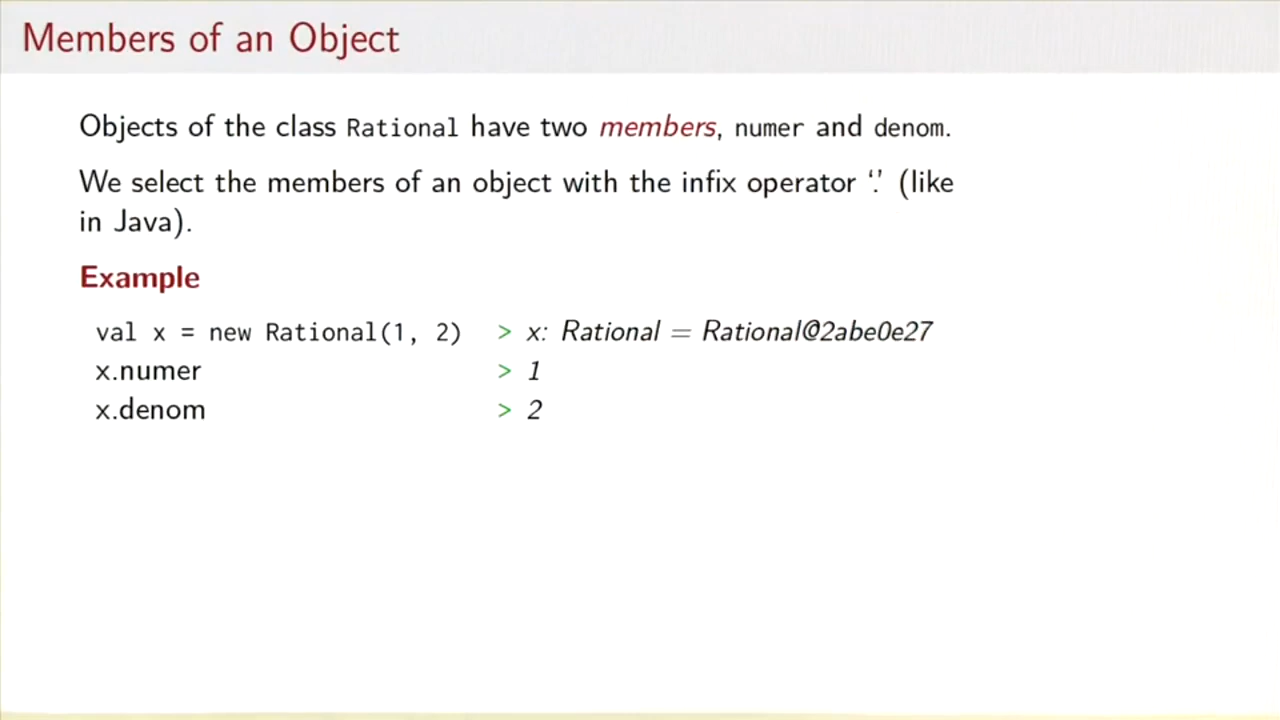 Members of an Object
Objects of the class Rational have two members, numer and denom.
We select the members of an object with the infix operator ‘.’ (like
in Java).
Example
val x = new Rational(1, 2) > x: Rational = Rational@2abe0e27
x.numer > 1
x.denom > 2